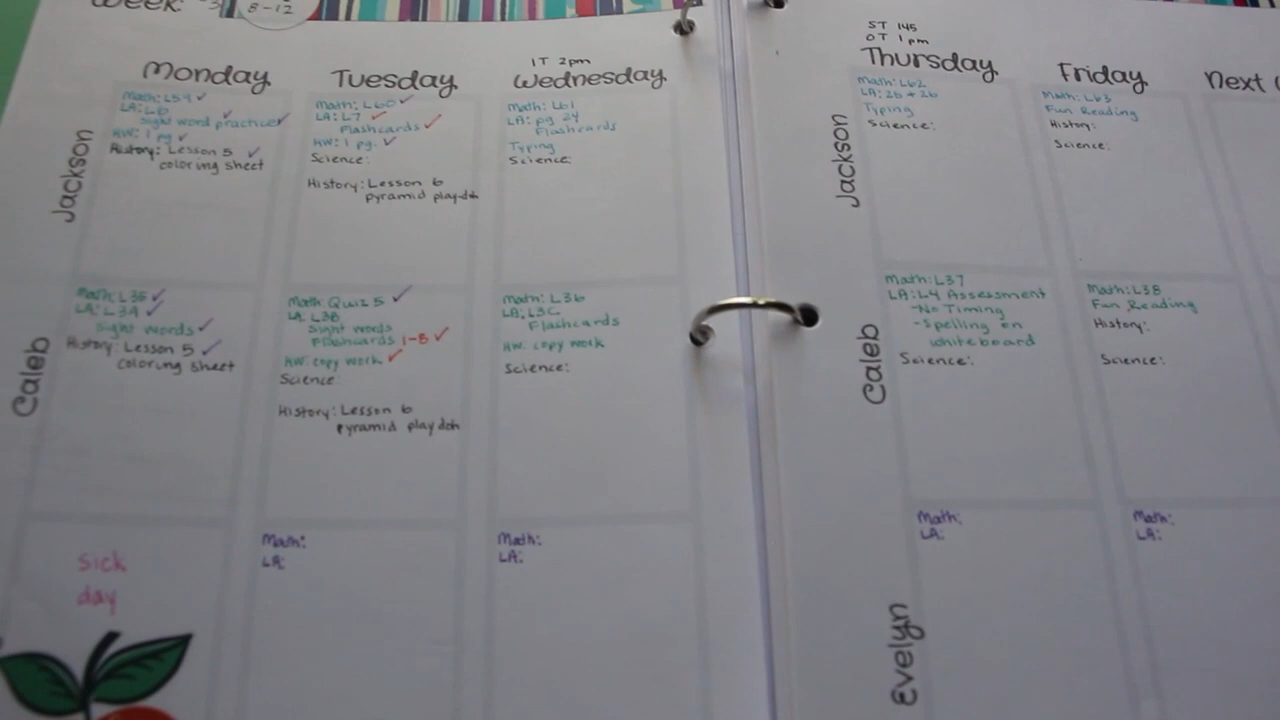 Week:
8-12
Monday
Math: L59
LA: L6
Sight word practice
HW: 1 pg
History: Lesson 5
coloring sheet
Tuesday
Math: L60
LA: L7
Flashcards
HW: 1 pg.
Science:
History: Lesson 6
pyramid play-doh
IT 2pm
Wednesday
Math: L61
LA: pg 24
Flashcards
Typing
Science:
ST 145
OT 1pm
Thursday
Math: L62
LA: 25 + 26
Typing
Science:
Friday
Math: L63
Fun Reading
History:
Science:
Next
Jackson
Jackson
Caleb
Math: L35
LA: L3A
Sight words
History: Lesson 5
coloring sheet
Math Quiz 5
LA: L3B
Sight words
Flashcards 1-5
HW copy work
Science
History: Lesson 6
pyramid play doh
Math: L36
LA: L3C
Flashcards
HW. copy work
Science:
Caleb
Math: L37
LA: L4 Assessment
-No Timing
-Spelling on
whiteboard
Science:
Math: L38
Fun Reading
History:
Science:
sick
day
Math:
LA:
Math:
LA:
Evelyn
Math:
LA:
Math:
LA: